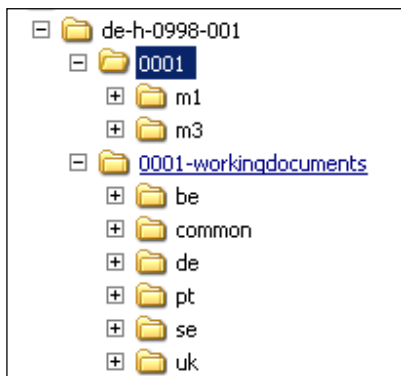 de-h-0998-001
0001
m1
m3
0001-workingdocuments
be
common
de
pt
se
uk